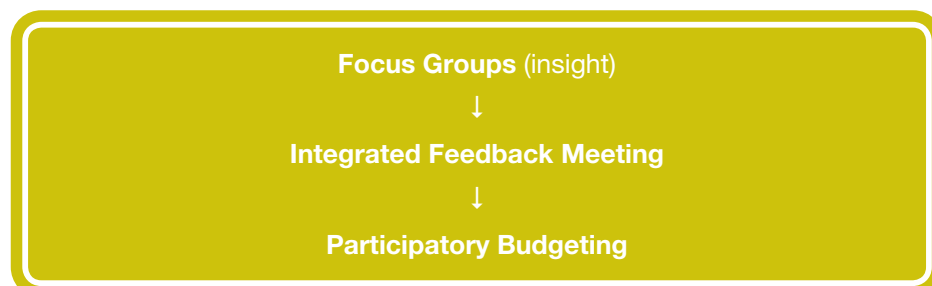 Focus Groups (insight)
↓
Integrated Feedback Meeting
↓
Participatory Budgeting